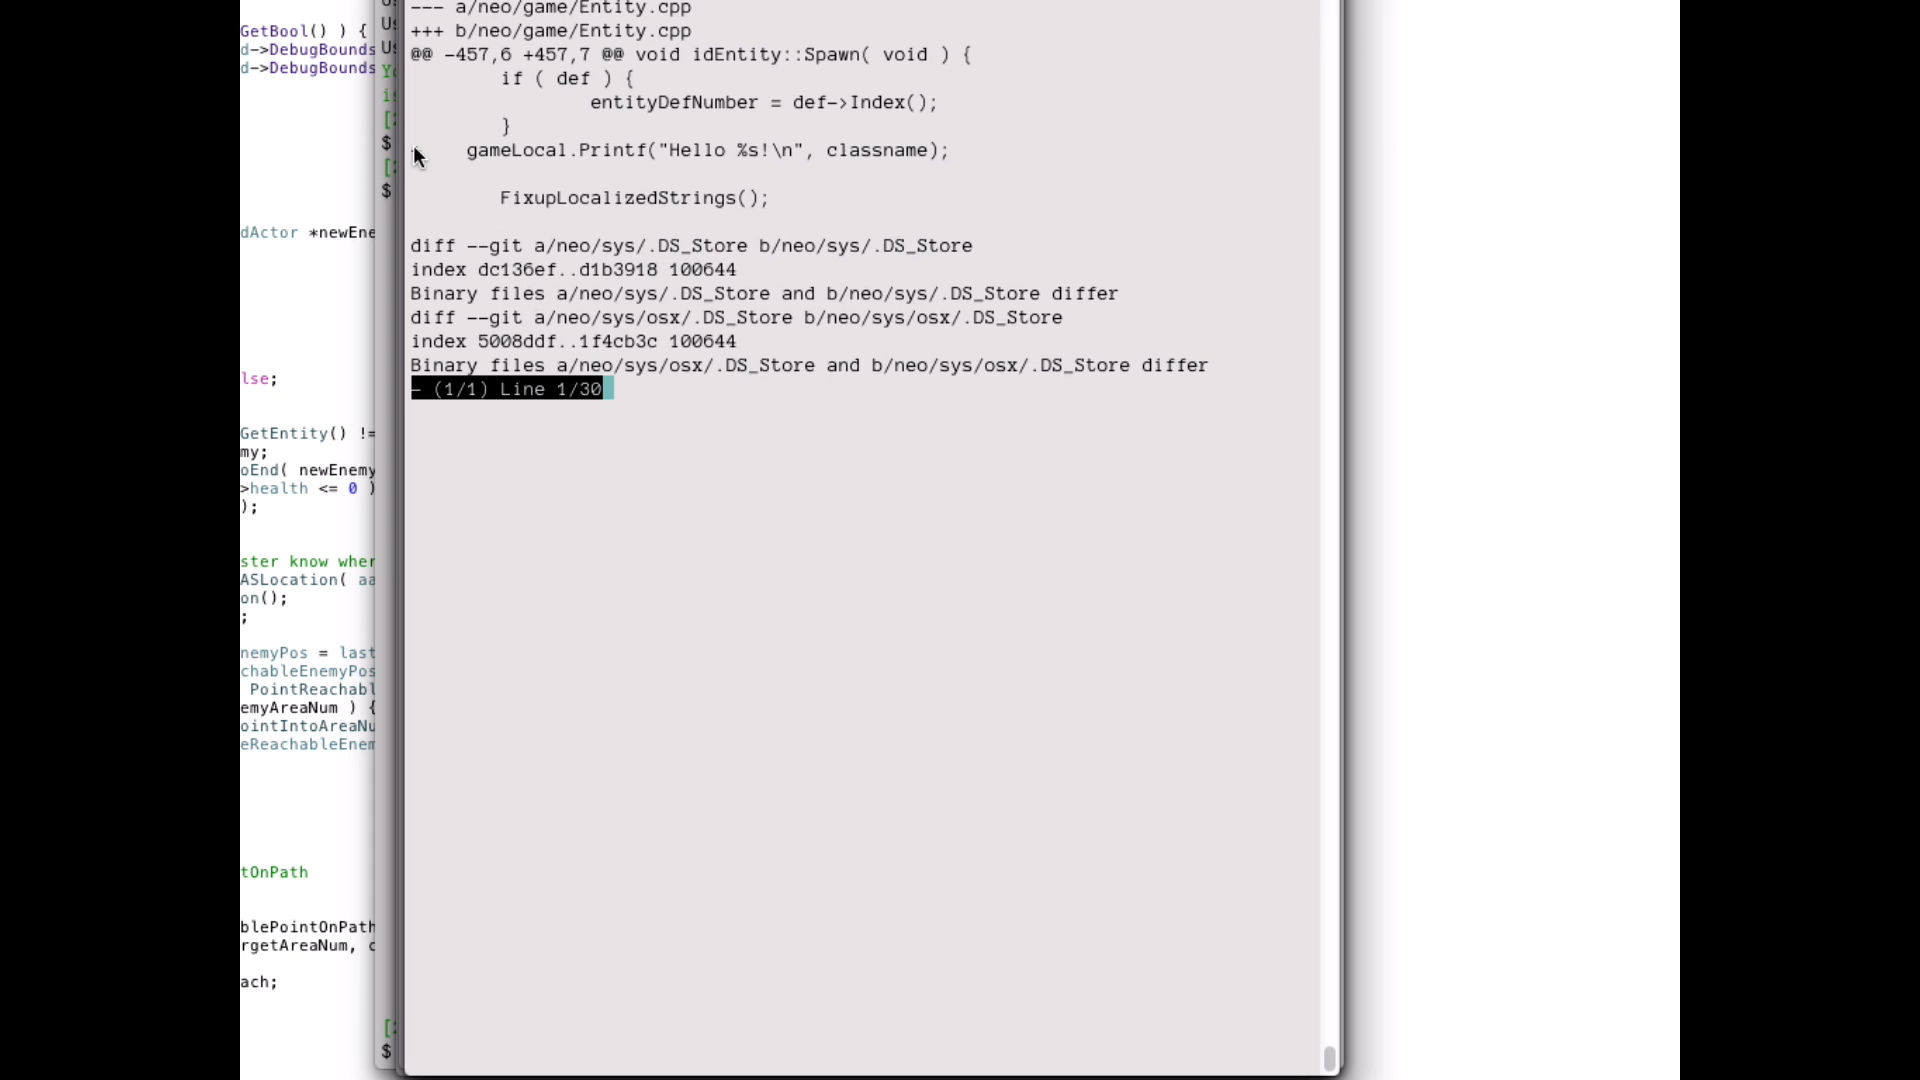 --- a/neo/game/Entity.cpp
+++ b/neo/game/Entity.cpp
@@ -457,6 +457,7 @@ void idEntity::Spawn( void ) {
if ( def ) {
entityDefNumber = def->Index();
}
gameLocal.Printf("Hello %s!\n", classname);
FixupLocalizedStrings();
diff --git a/neo/sys/.DS_Store b/neo/sys/.DS_Store
index dc136ef..d1b3918 100644
Binary files a/neo/sys/.DS_Store and b/neo/sys/.DS_Store differ
diff --git a/neo/sys/osx/.DS_Store b/neo/sys/osx/.DS_Store
index 5008ddf..1f4cb3c 100644
Binary files a/neo/sys/osx/.DS_Store and b/neo/sys/osx/.DS_Store differ
— (1/1) Line 1/30
GetBool() ) {
d->DebugBounds
d->DebugBounds
dActor *newEne
lse;
GetEntity() !=
my;
oEnd( newEnemy
>health <= 0 )
);
ster know wher
ASLocation( aa
on();
;
nemyPos = last
chableEnemyPos
PointReachabl
emyAreaNum ) {
ointIntoAreaNu
eReachableEnem
tOnPath
blePointOnPath
rgetAreaNum, c
ach;
$
$
$